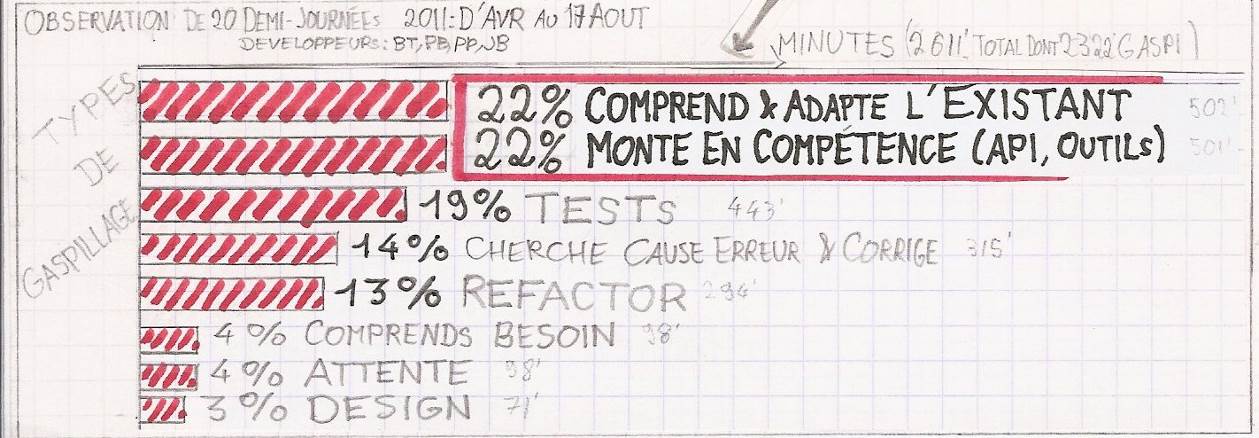 OBSERVATION DE 20 DEMI-JOURNÉES 2011: D'AVR AU 17 AOUT
DEVELOPPEURS: BT, PB, PP, JB
MINUTES (2611' TOTAL DONT 2322' GASPI)
TYPES
DE
GASPILLAGE
22% COMPREND & ADAPTE L'EXISTANT 502'
22% MONTE EN COMPÉTENCE (API, OUTILS) 501'
19% TESTS 443'
14% CHERCHE CAUSE ERREUR & CORRIGE 315'
13% REFACTOR 294'
4% COMPRENDS BESOIN 98'
4% ATTENTE 98'
3% DESIGN 71'